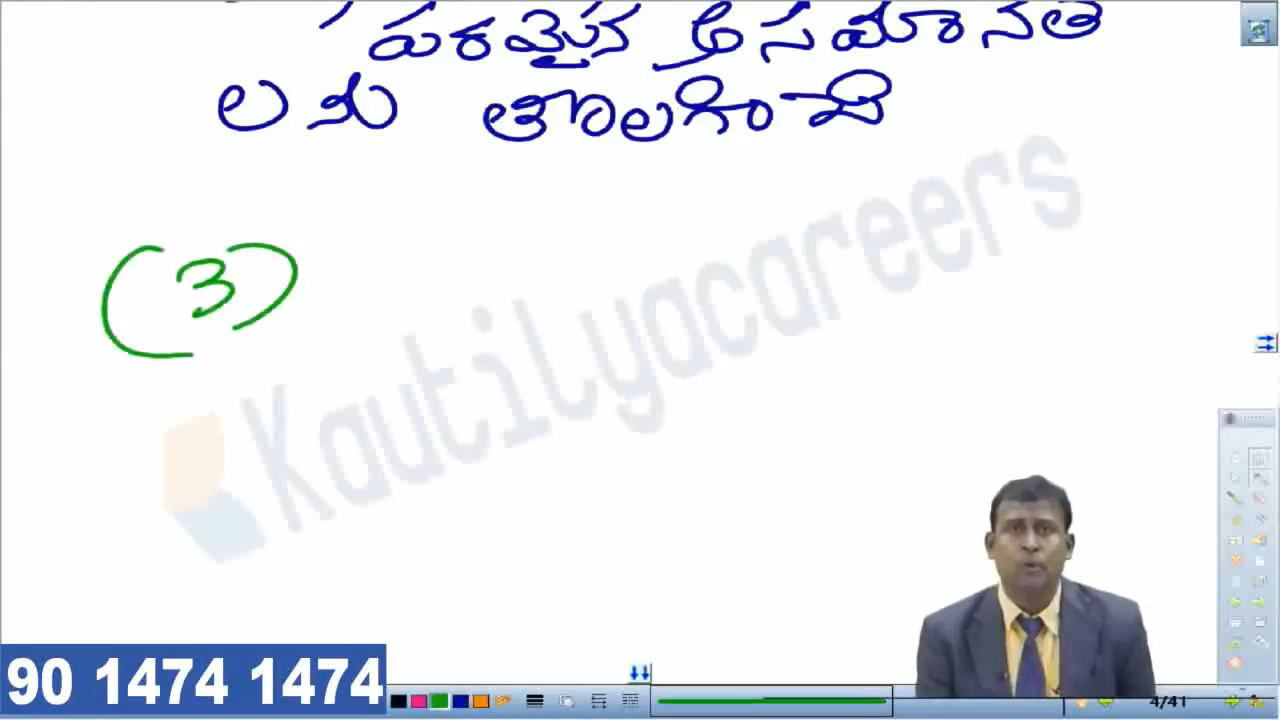 పరమైన అసమానత
లను తొలగించే
(3)
Kautilyacareers
90 1474 1474
4/41